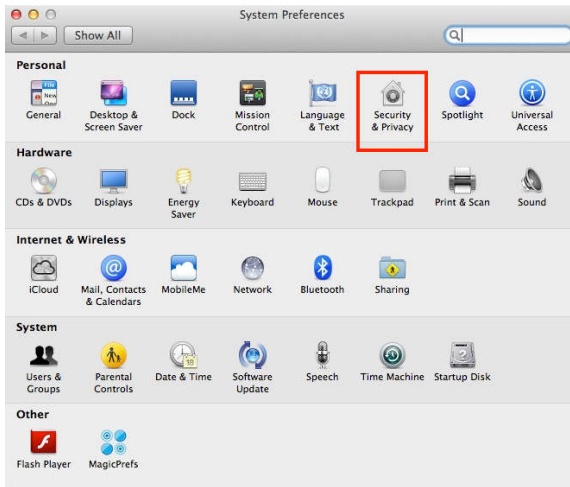 System Preferences
Show All
Personal
General
Desktop &
Screen Saver
Dock
Mission
Control
Language
& Text
Security
& Privacy
Spotlight
Universal
Access
Hardware
CDs & DVDs
Displays
Energy
Saver
Keyboard
Mouse
Trackpad
Print & Scan
Sound
Internet & Wireless
iCloud
Mail, Contacts
& Calendars
MobileMe
Network
Bluetooth
Sharing
System
Users &
Groups
Parental
Controls
Date & Time
Software
Update
Speech
Time Machine
Startup Disk
Other
Flash Player
MagicPrefs